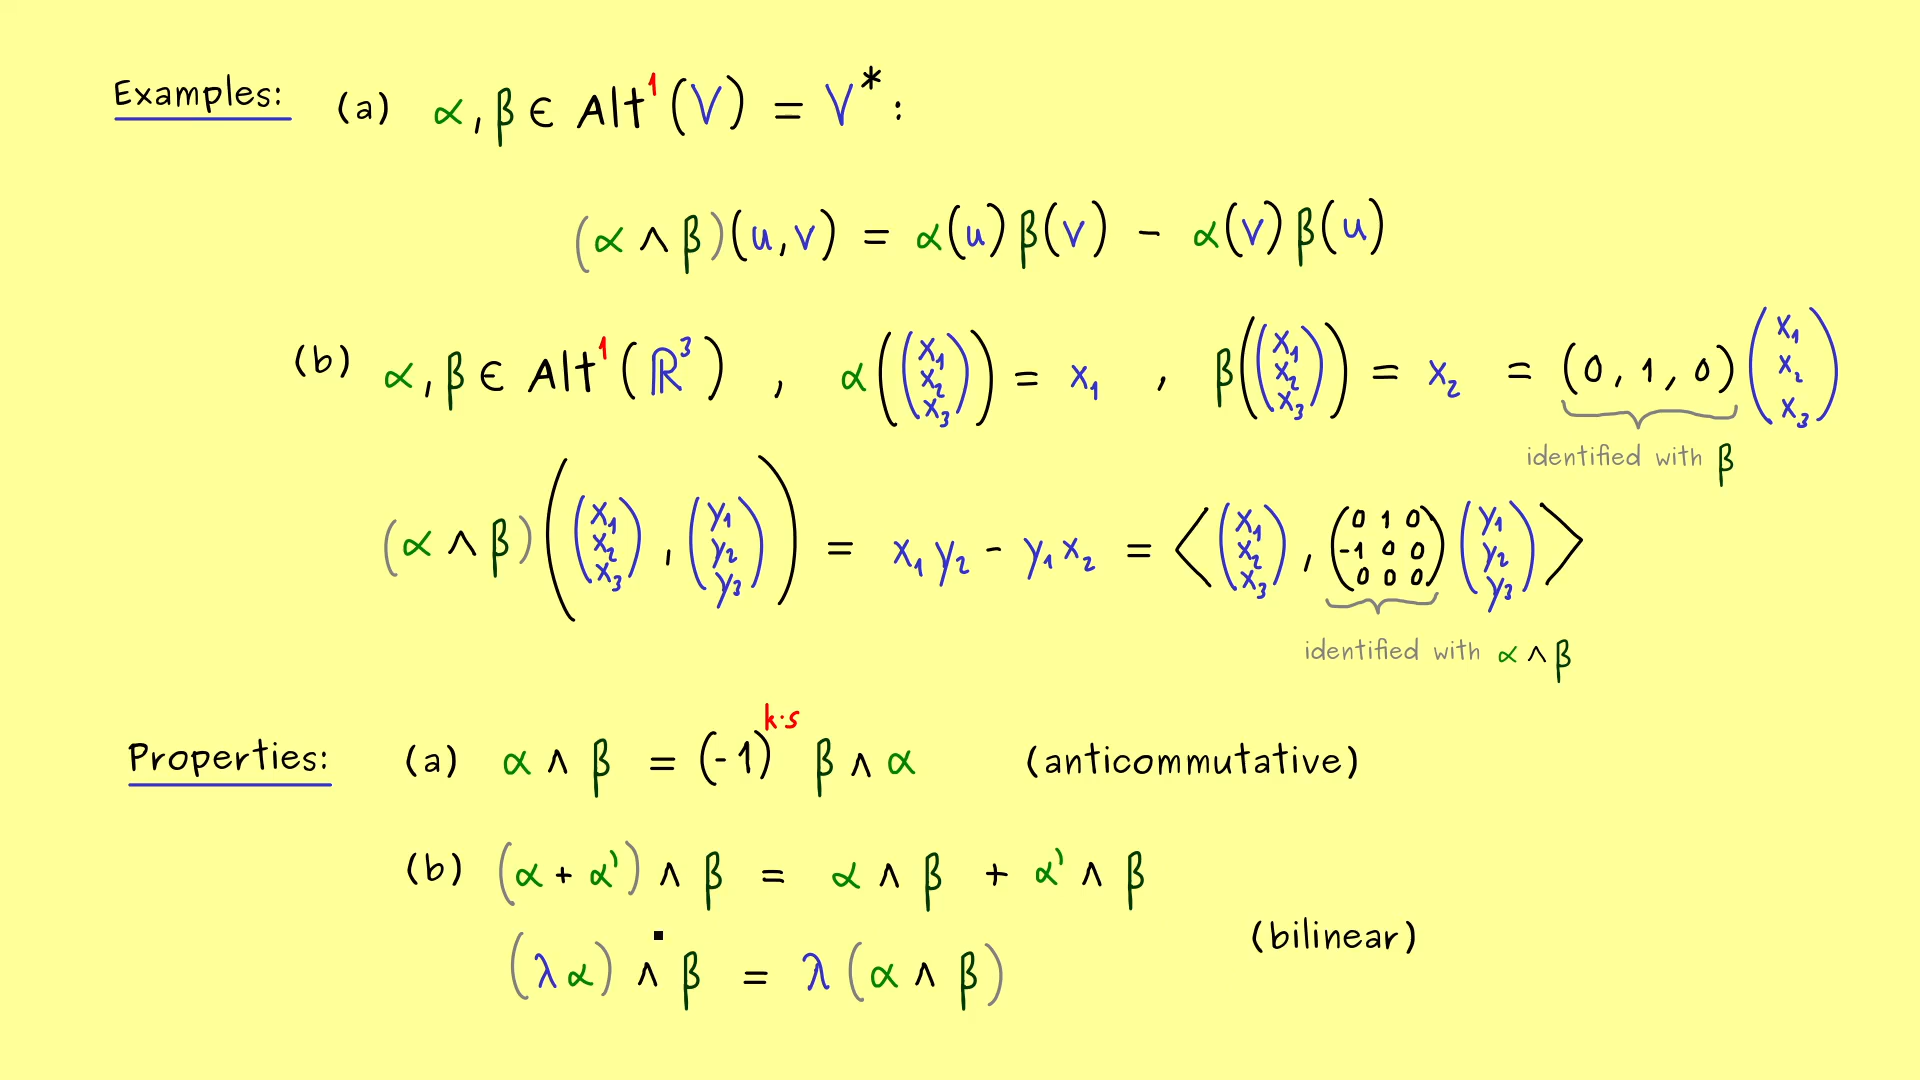 Examples: (a) α, β ∈ Alt¹(V) = V*:
(α ∧ β)(u, v) = α(u) β(v) - α(v) β(u)
(b) α, β ∈ Alt¹(ℝ³) , α((x₁ x₂ x₃)) = x₁ , β((x₁ x₂ x₃)) = x₂ = (0, 1, 0)(x₁ x₂ x₃)
identified with β
(α ∧ β)((x₁ x₂ x₃), (y₁ y₂ y₃)) = x₁ y₂ - y₁ x₂ = <(x₁ x₂ x₃), (0 1 0 -1 0 0 0 0 0)(y₁ y₂ y₃)>
identified with α ∧ β
Properties: (a) α ∧ β = (-1)^{k·s} β ∧ α (anticommutative)
(b) (α + α') ∧ β = α ∧ β + α' ∧ β
(bilinear)
(λ α) ∧ β = λ (α ∧ β)